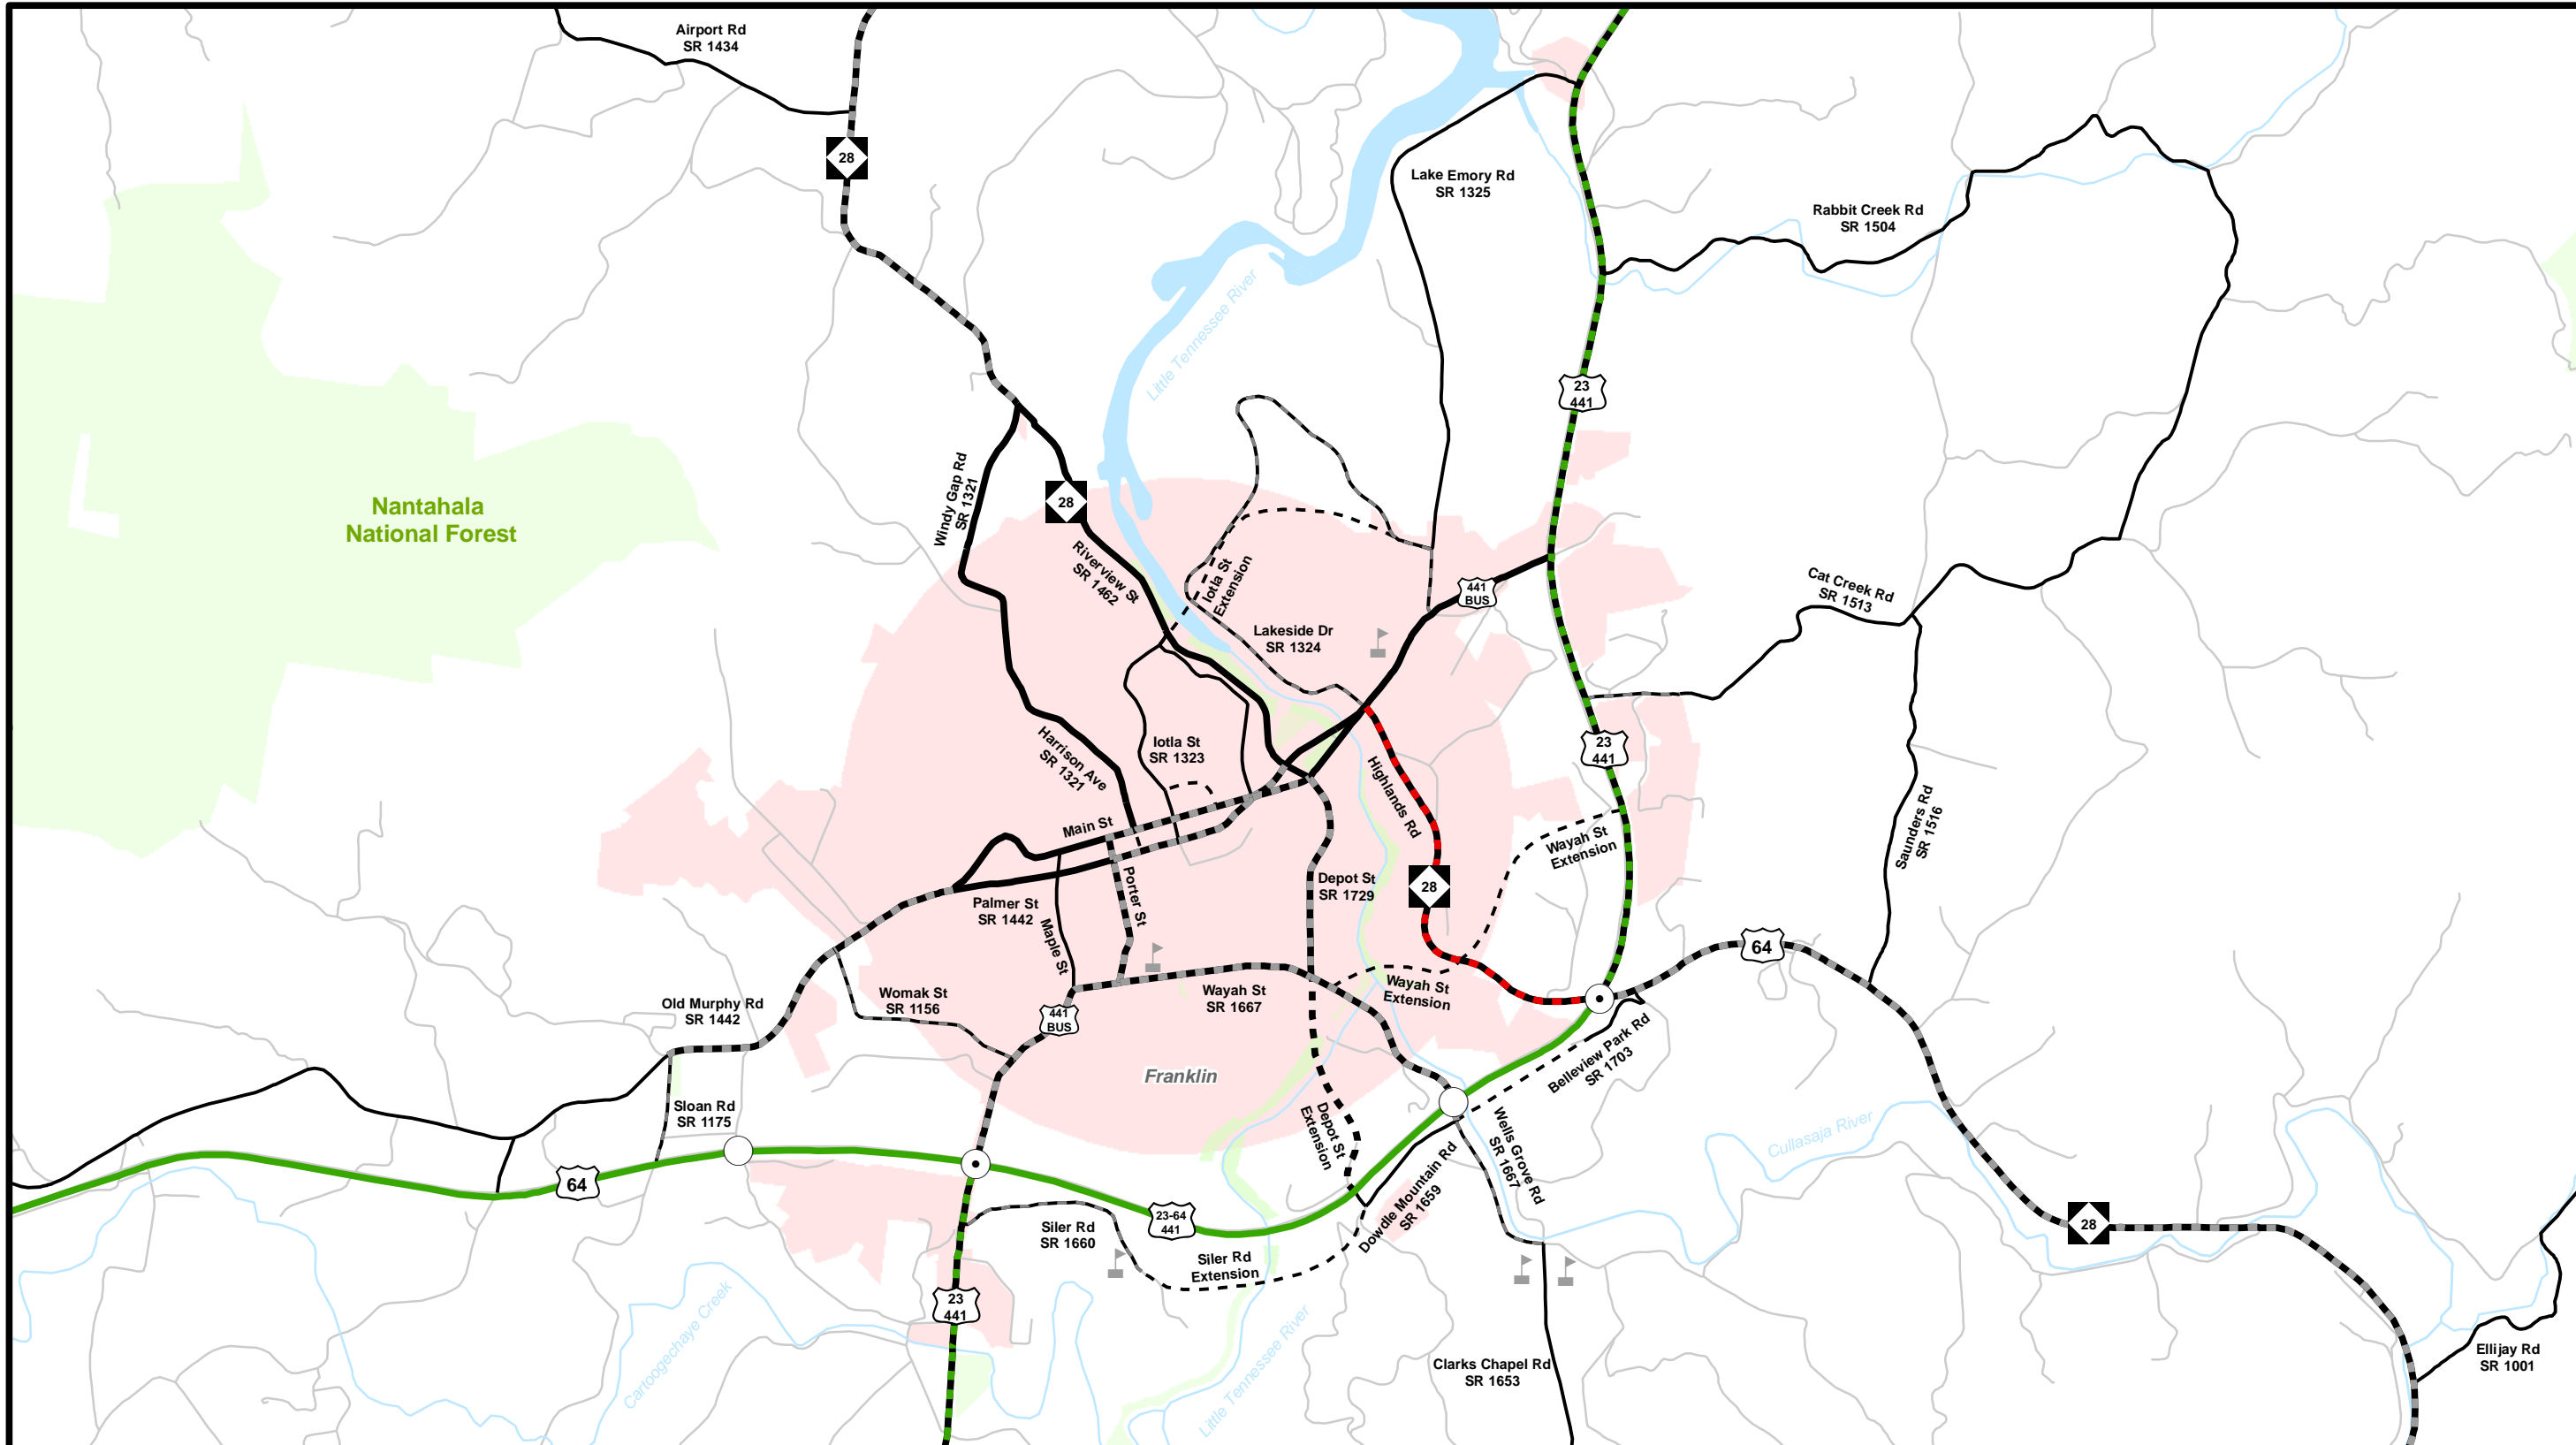 Airport Rd
SR 1434
28
Lake Emory Rd
SR 1325
Rabbit Creek Rd
SR 1504
Little Tennessee River
23
441
Nantahala
National Forest
Windy Gap Rd
SR 1321
28
Riverview St
SR 1462
Iotla St
Extension
441
BUS
Lakeside Dr
SR 1324
Cat Creek Rd
SR 1513
Harrison Ave
SR 1321
Iotla St
SR 1323
23
441
Highlands Rd
Main St
Wayah St
Extension
Saunders Rd
SR 1516
Palmer St
SR 1442
Porter St
Maple St
Depot St
SR 1729
28
64
Old Murphy Rd
SR 1442
Womak St
SR 1156
441
BUS
Wayah St
SR 1667
Wayah St
Extension
Belleview Park Rd
SR 1703
Franklin
Sloan Rd
SR 1175
Depot St
Extension
Wells Grove Rd
SR 1667
Cullasaja River
64
Dowdle Mountain Rd
SR 1659
23-64
441
Siler Rd
SR 1660
Siler Rd
Extension
28
23
441
Cartoogechaye Creek
Little Tennessee River
Clarks Chapel Rd
SR 1653
Ellijay Rd
SR 1001